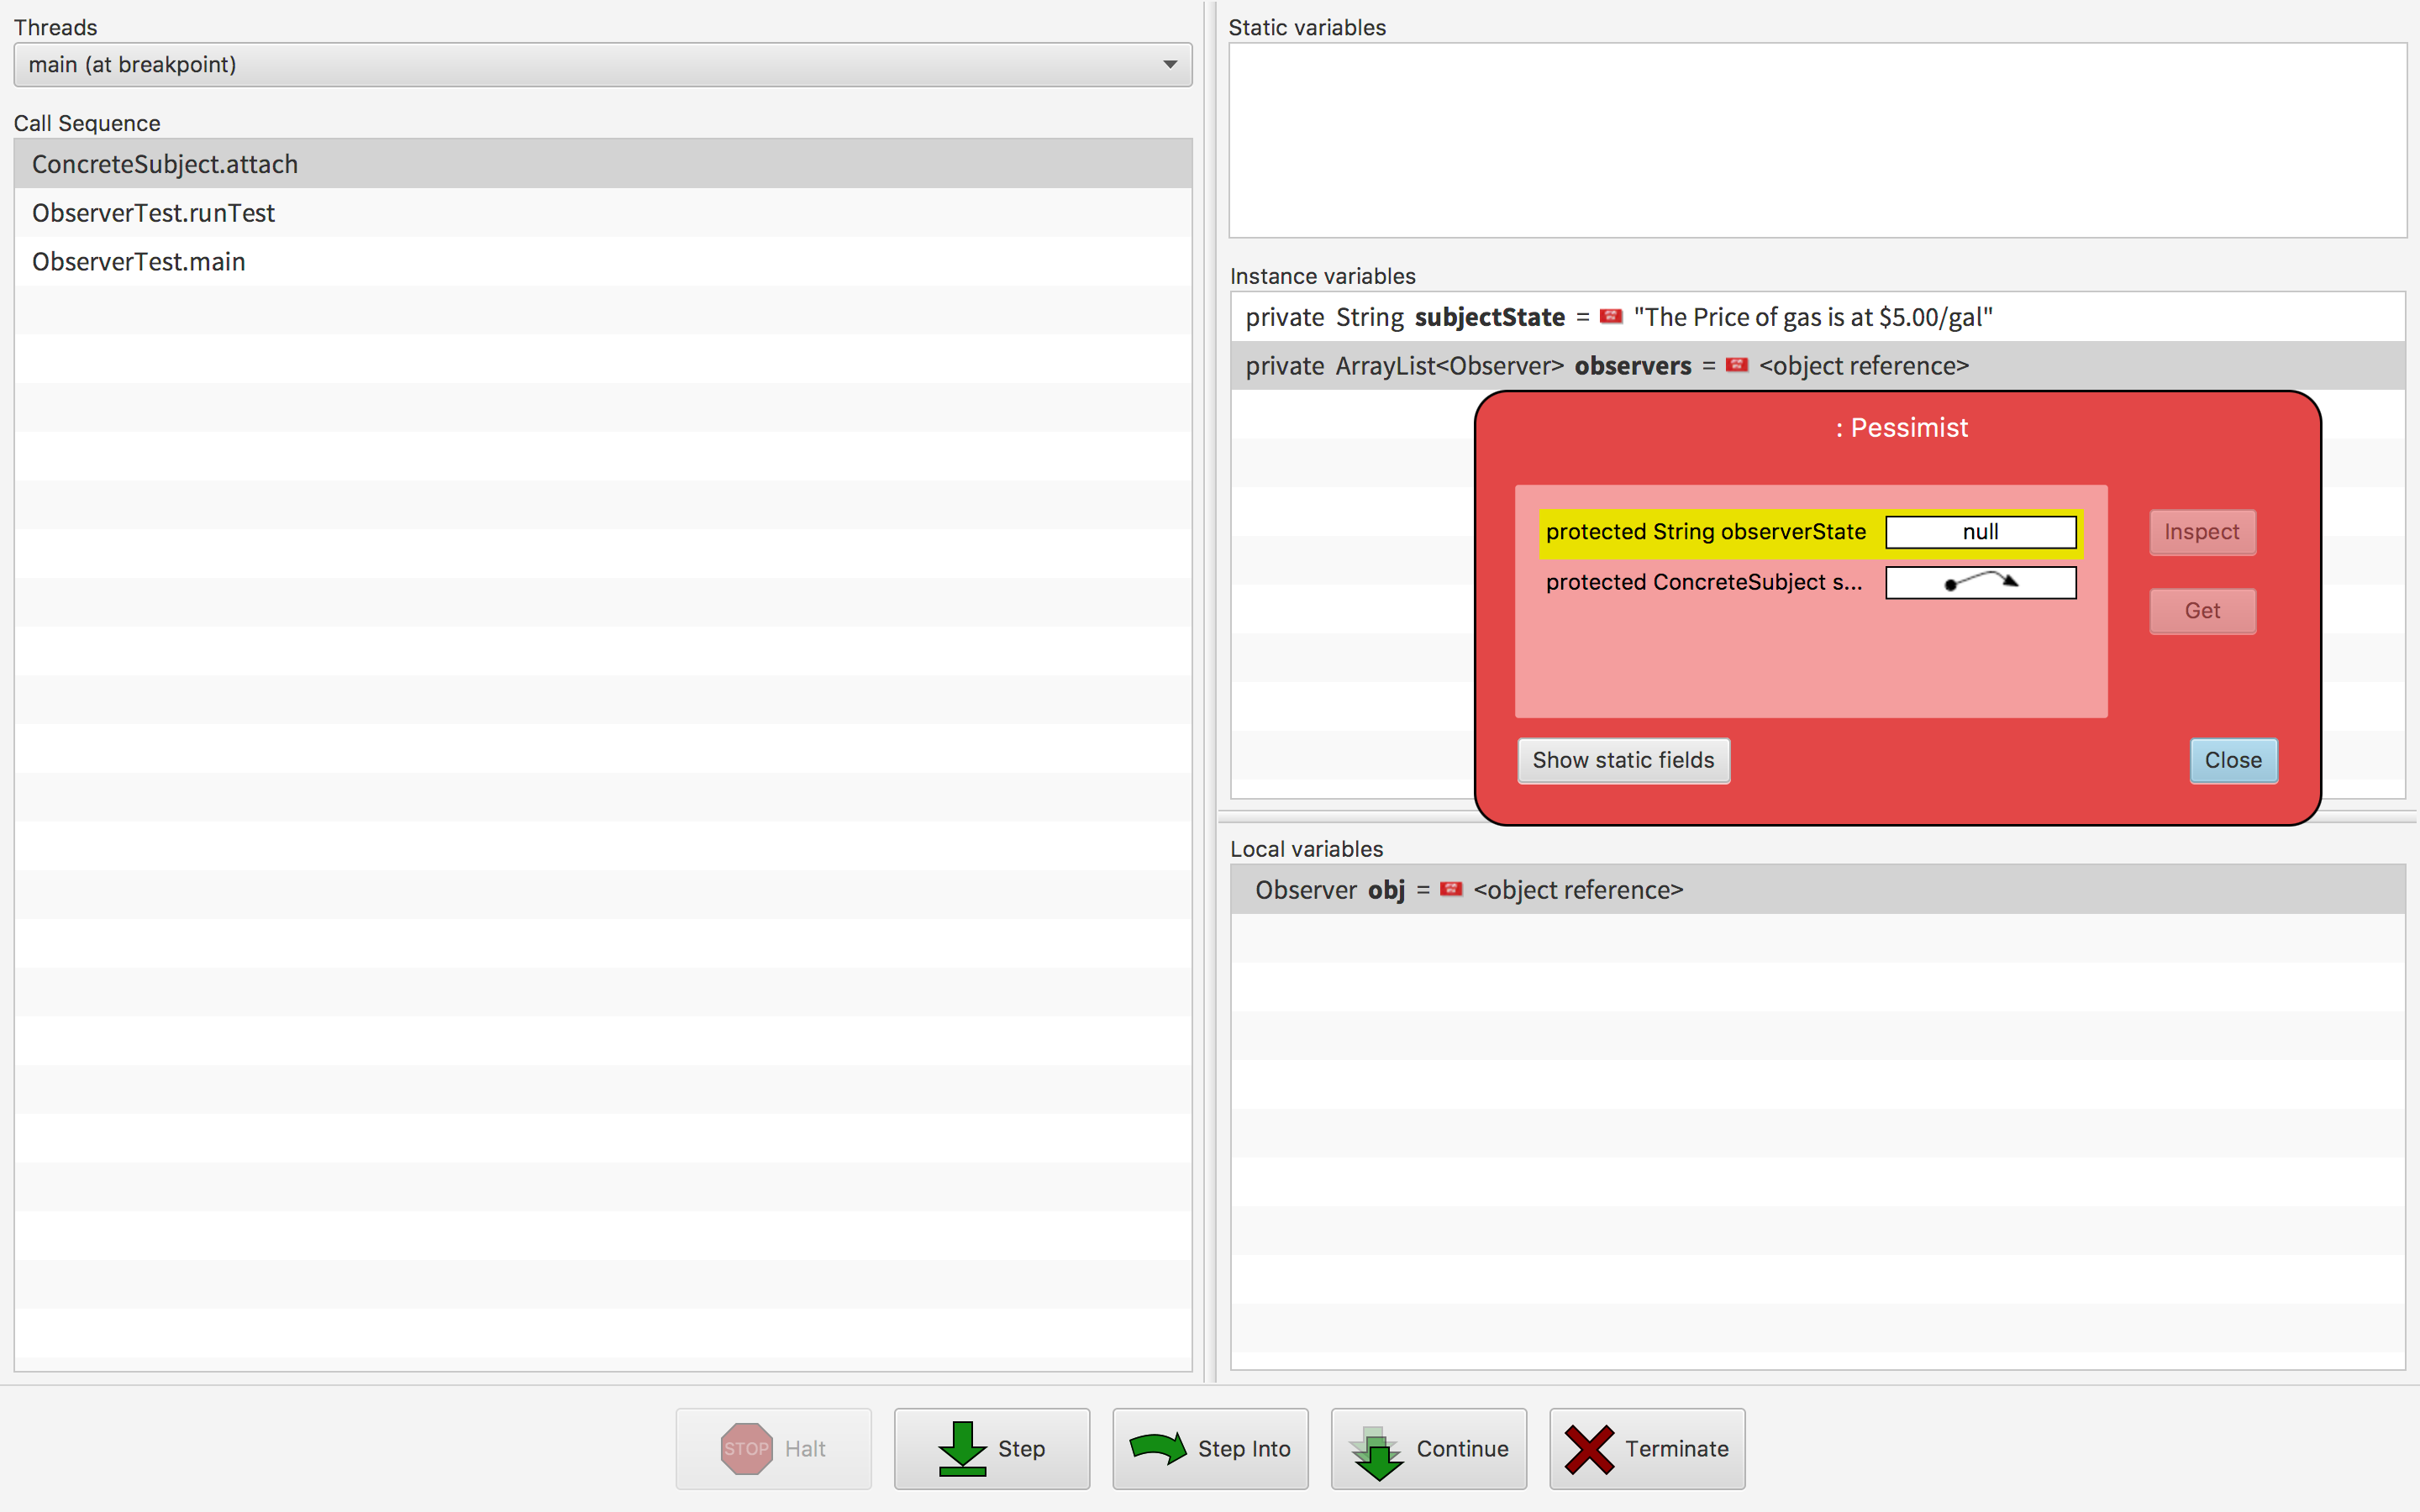 Threads
main (at breakpoint)
Call Sequence
ConcreteSubject.attach
ObserverTest.runTest
ObserverTest.main
Static variables
Instance variables
private String subjectState = "The Price of gas is at $5.00/gal"
private ArrayList<Observer> observers = <object reference>
: Pessimist
protected String observerState null
protected ConcreteSubject s...
Inspect
Get
Show static fields
Close
Local variables
Observer obj = <object reference>
STOP Halt
Step
Step Into
Continue
Terminate